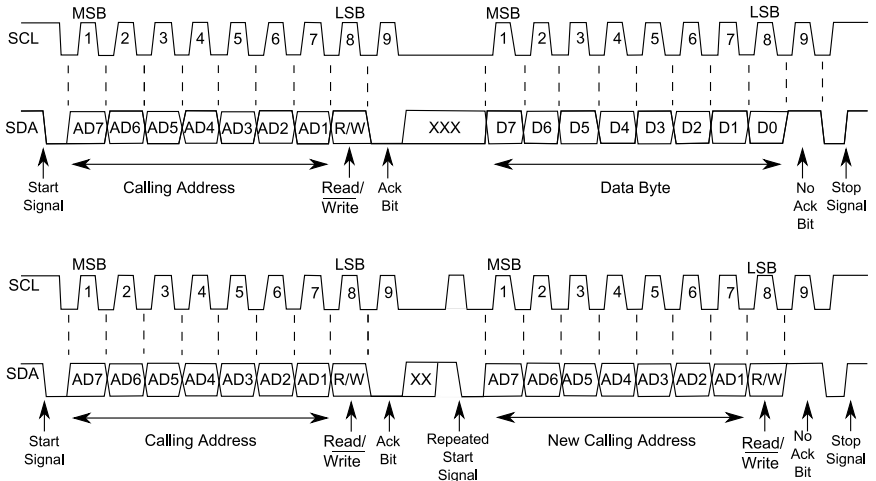 MSB LSB MSB LSB
SCL 1 2 3 4 5 6 7 8 9 1 2 3 4 5 6 7 8 9
SDA AD7 AD6 AD5 AD4 AD3 AD2 AD1 R/W XXX D7 D6 D5 D4 D3 D2 D1 D0
Start Signal
Calling Address
Read/ Write
Ack Bit
Data Byte
No Ack Bit
Stop Signal
MSB LSB MSB LSB
SCL 1 2 3 4 5 6 7 8 9 1 2 3 4 5 6 7 8 9
SDA AD7 AD6 AD5 AD4 AD3 AD2 AD1 R/W XX AD7 AD6 AD5 AD4 AD3 AD2 AD1 R/W
Start Signal
Calling Address
Read/ Write
Ack Bit
Repeated Start Signal
New Calling Address
Read/ Write
No Ack Bit
Stop Signal